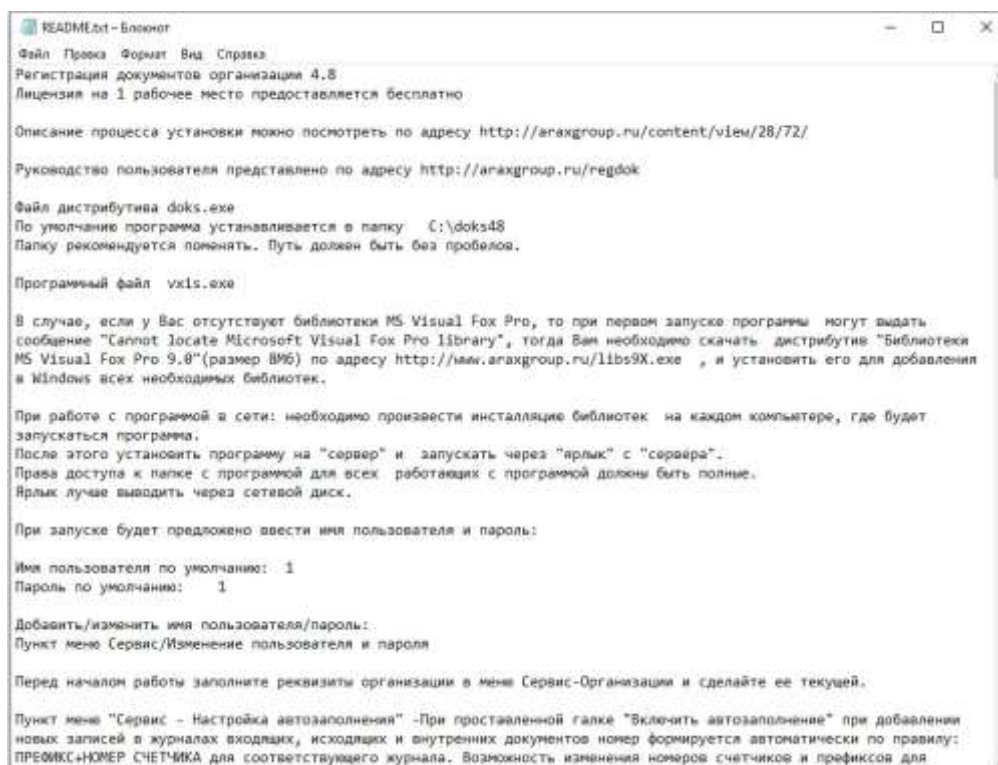 README.txt – Блокнот
Файл Правка Формат Вид Справка
Регистрация документов организации 4.8
Лицензия на 1 рабочее место предоставляется бесплатно
Описание процесса установки можно посмотреть по адресу http://araxgroup.ru/content/view/28/72/
Руководство пользователя представлено по адресу http://araxgroup.ru/regdok
Файл дистрибутива doks.exe
По умолчанию программа устанавливается в папку C:\doks48
Папку рекомендуется поменять. Путь должен быть без пробелов.
Программный файл vxis.exe
В случае, если у Вас отсутствуют библиотеки MS Visual Fox Pro, то при первом запуске программы могут выдать
сообщение "Cannot locate Microsoft Visual Fox Pro library", тогда Вам необходимо скачать дистрибутив "Библиотеки
MS Visual Fox Pro 9.0"(размер 8Мб) по адресу http://www.araxgroup.ru/libs9X.exe , и установить его для добавления
в Windows всех необходимых библиотек.
При работе с программой в сети: необходимо произвести инсталляцию библиотек на каждом компьютере, где будет
запускаться программа.
После этого установить программу на "сервер" и запускать через "ярлык" с "сервера".
Права доступа к папке с программой для всех работающих с программой должны быть полные.
Ярлык лучше выводить через сетевой диск.
При запуске будет предложено ввести имя пользователя и пароль:
Имя пользователя по умолчанию: 1
Пароль по умолчанию: 1
Добавить/изменить имя пользователя/пароль:
Пункт меню Сервис/Изменение пользователя и пароля
Перед началом работы заполните реквизиты организации в меню Сервис-Организации и сделайте ее текущей.
Пункт меню "Сервис – Настройка автозаполнения" -При проставленной галке "Включить автозаполнение" при добавлении
новых записей в журналах входящих, исходящих и внутренних документов номер формируется автоматически по правилу:
ПРЕФИКС+НОМЕР СЧЕТЧИКА для соответствующего журнала. Возможность изменения номеров счетчиков и префиксов для